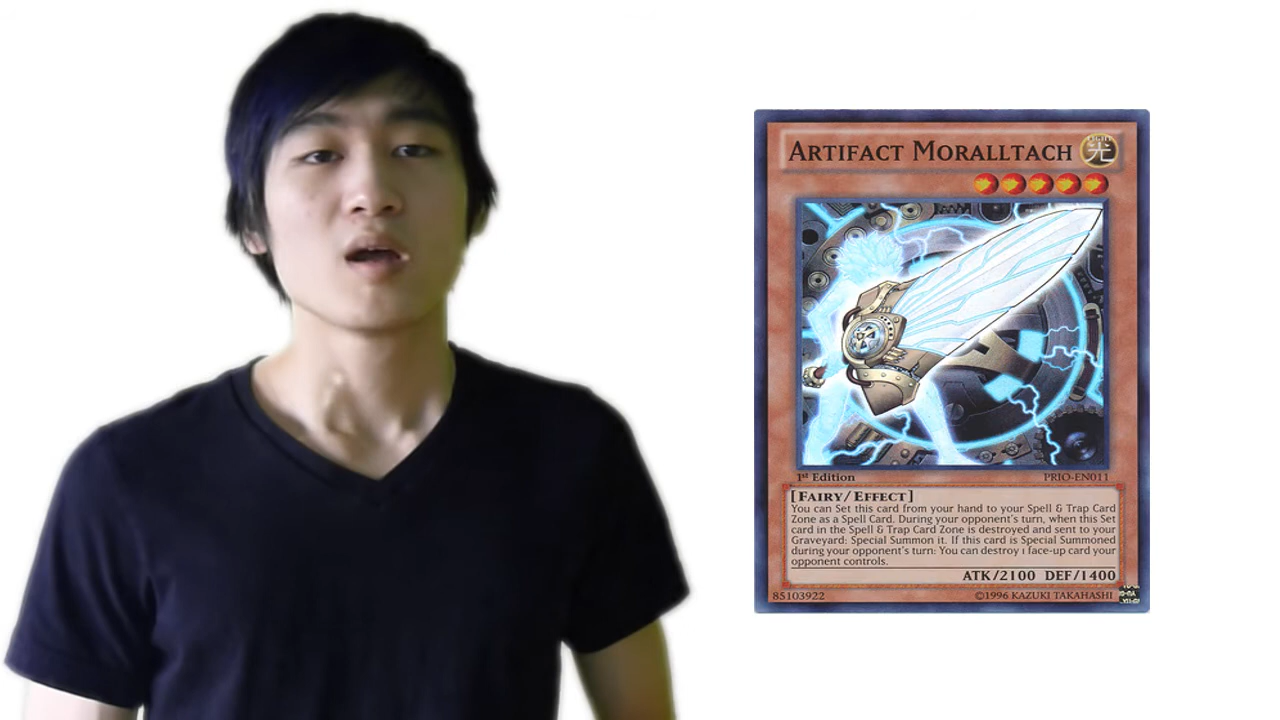 ARTIFACT MORALLTACH
光
1st Edition
PRIO-EN011
[FAIRY/EFFECT]
You can Set this card from your hand to your Spell & Trap Card
Zone as a Spell Card. During your opponent's turn, when this Set
card in the Spell & Trap Card Zone is destroyed and sent to your
Graveyard: Special Summon it. If this card is Special Summoned
during your opponent's turn: You can destroy 1 face-up card your
opponent controls.
ATK/2100 DEF/1400
85103922
©1996 KAZUKI TAKAHASHI